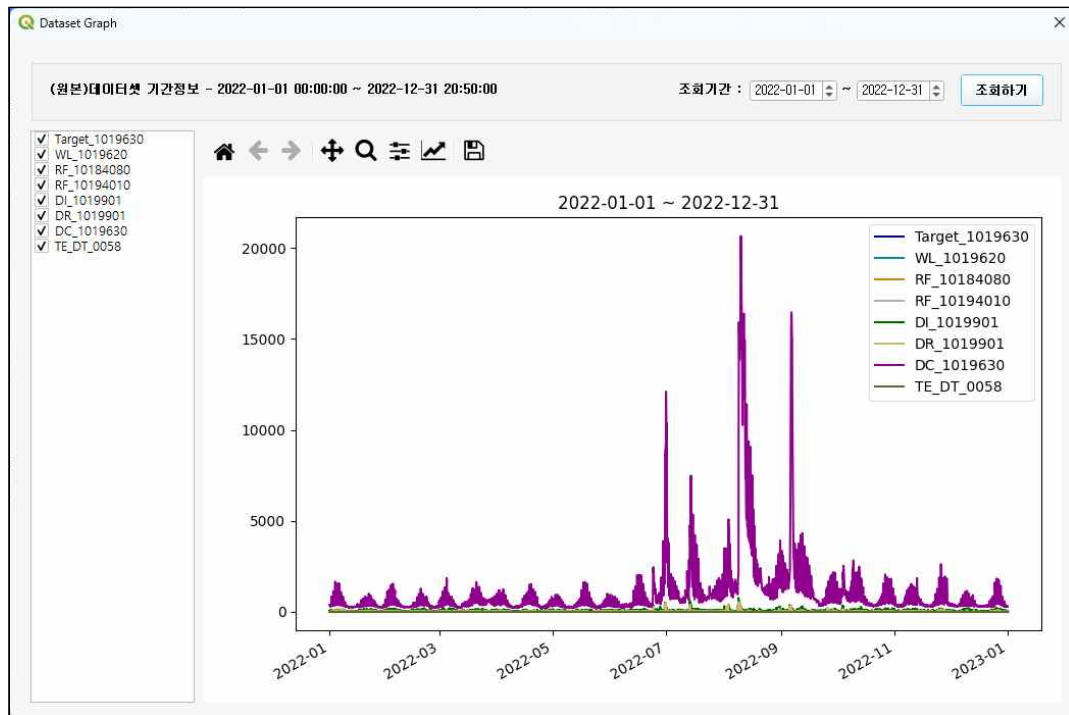 Dataset Graph
(원본)데이터셋 기간정보 - 2022-01-01 00:00:00 ~ 2022-12-31 20:50:00
조회기간 : 2022-01-01 ~ 2022-12-31 조회하기
Target_1019630
WL_1019620
RF_10184080
RF_10194010
DI_1019901
DR_1019901
DC_1019630
TE_DT_0058
2022-01-01 ~ 2022-12-31
20000
15000
10000
5000
0
Target_1019630
WL_1019620
RF_10184080
RF_10194010
DI_1019901
DR_1019901
DC_1019630
TE_DT_0058
2022-01
2022-03
2022-05
2022-07
2022-09
2022-11
2023-01